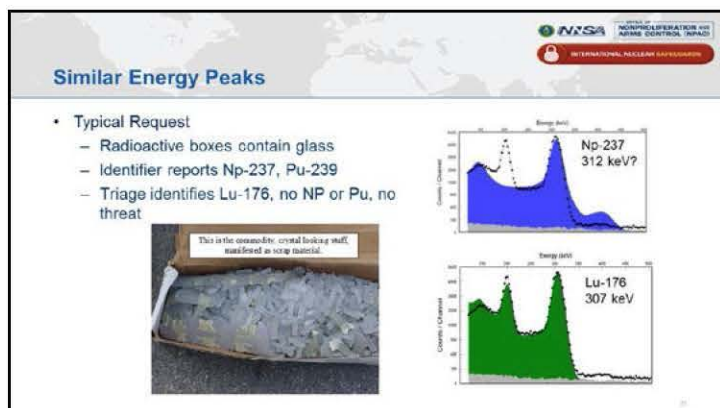 NNSA
OFFICE OF
NONPROLIFERATION AND
ARMS CONTROL (NPAC)
INTERNATIONAL NUCLEAR SAFEGUARDS
Similar Energy Peaks
• Typical Request
– Radioactive boxes contain glass
– Identifier reports Np-237, Pu-239
– Triage identifies Lu-176, no NP or Pu, no
threat
This is the commodity, crystal looking stuff,
manifested as scrap material.
Energy (keV)
Np-237
312 keV?
Counts / Channel
Energy (keV)
Lu-176
307 keV
Counts / Channel